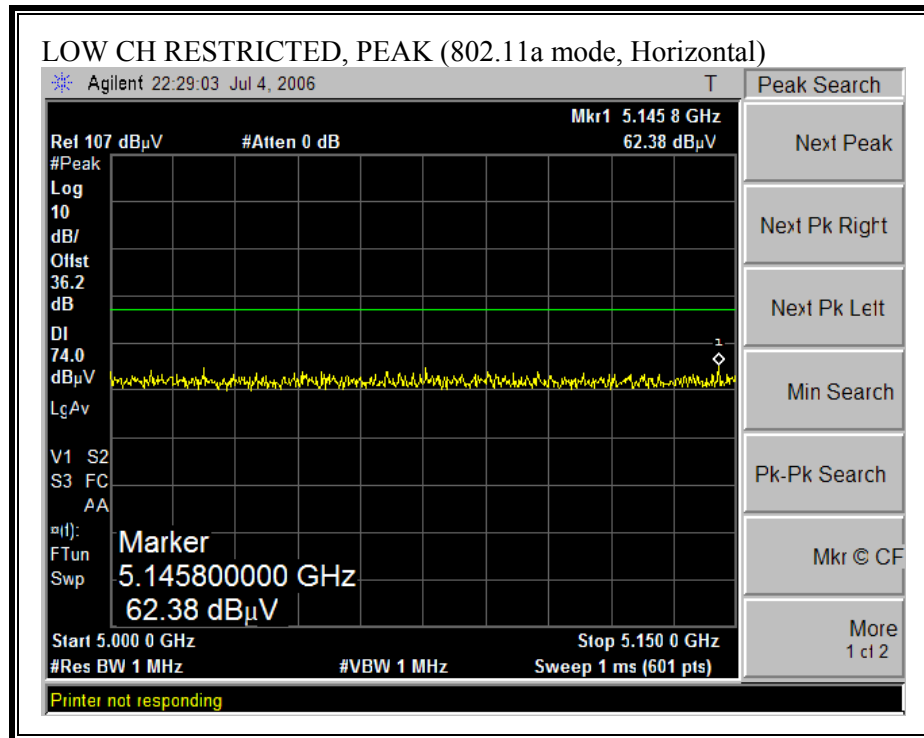 LOW CH RESTRICTED, PEAK (802.11a mode, Horizontal)
Agilent 22:29:03 Jul 4, 2006 T
Peak Search
Mkr1 5.145 8 GHz
Ref 107 dBµV #Atten 0 dB 62.38 dBµV
#Peak
Log
10
dB/
Offst
36.2
dB
DI
74.0
dBµV
LgAv
V1 S2
S3 FC
AA
¤(f):
FTun
Swp
1
Marker
5.145800000 GHz
62.38 dBµV
Start 5.000 0 GHz Stop 5.150 0 GHz
#Res BW 1 MHz #VBW 1 MHz Sweep 1 ms (601 pts)
Printer not responding
Next Peak
Next Pk Right
Next Pk Left
Min Search
Pk-Pk Search
Mkr © CF
More
1 of 2